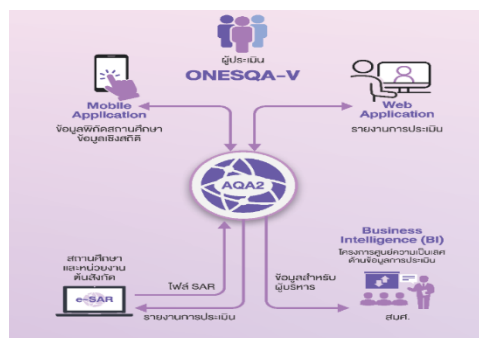 ผู้ประเมิน
ONESQA-V
Mobile
Application
ข้อมูลพิกัดสถานศึกษา
ข้อมูลเชิงสถิติ
Web
Application
รายงานการประเมิน
AQA2
สถานศึกษา
และหน่วยงาน
ต้นสังกัด
e-SAR
ไฟล์ SAR
รายงานการประเมิน
ข้อมูลสำหรับ
ผู้บริหาร
Business
Intelligence (BI)
โครงการศูนย์ความเป็นเลิศ
ด้านข้อมูลการประเมิน
สมศ.